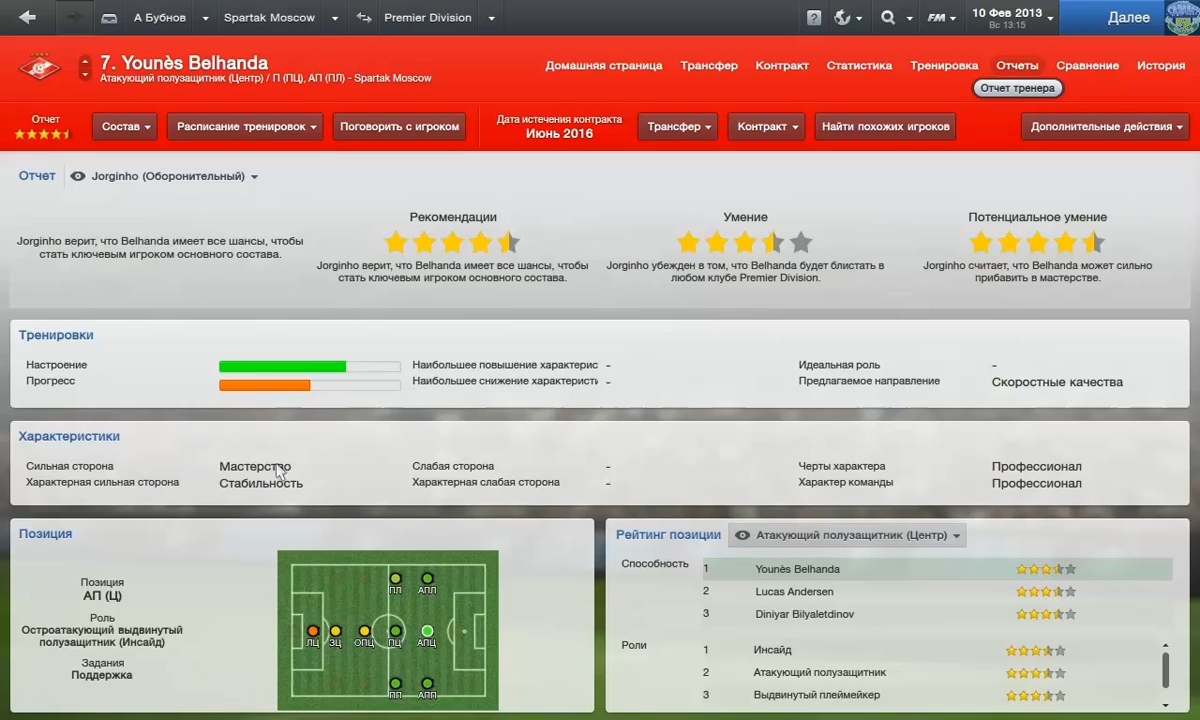 А Бубнов
Spartak Moscow
Premier Division
?
FM
10 Фев 2013
Вс 13:15
Далее
7. Younès Belhanda
Атакующий полузащитник (Центр) / П (ПЦ), АП (ПЛ) - Spartak Moscow
Домашняя страница
Трансфер
Контракт
Статистика
Тренировка
Отчеты
Сравнение
История
Отчет тренера
Отчет
Состав
Расписание тренировок
Поговорить с игроком
Дата истечения контракта
Июнь 2016
Трансфер
Контракт
Найти похожих игроков
Дополнительные действия
Отчет
Jorginho (Оборонительный)
Jorginho верит, что Belhanda имеет все шансы, чтобы
стать ключевым игроком основного состава.
Рекомендации
Jorginho верит, что Belhanda имеет все шансы, чтобы
стать ключевым игроком основного состава.
Умение
Jorginho убежден в том, что Belhanda будет блистать в
любом клубе Premier Division.
Потенциальное умение
Jorginho считает, что Belhanda может сильно
прибавить в мастерстве.
Тренировки
Настроение
Прогресс
Наибольшее повышение характерис -
Наибольшее снижение характеристи -
Идеальная роль -
Предлагаемое направление Скоростные качества
Характеристики
Сильная сторона Мастерство
Характерная сильная сторона Стабильность
Слабая сторона -
Характерная слабая сторона -
Черты характера Профессионал
Характер команды Профессионал
Позиция
Позиция
АП (Ц)
Роль
Остроатакующий выдвинутый
полузащитник (Инсайд)
Задания
Поддержка
ПЛ АПЛ
ЛЦ ЗЦ ОПЦ ПЦ АПЦ
ПП АПП
Рейтинг позиции
Атакующий полузащитник (Центр)
Способность
1 Younès Belhanda
2 Lucas Andersen
3 Diniyar Bilyaletdinov
Роли
1 Инсайд
2 Атакующий полузащитник
3 Выдвинутый плеймейкер